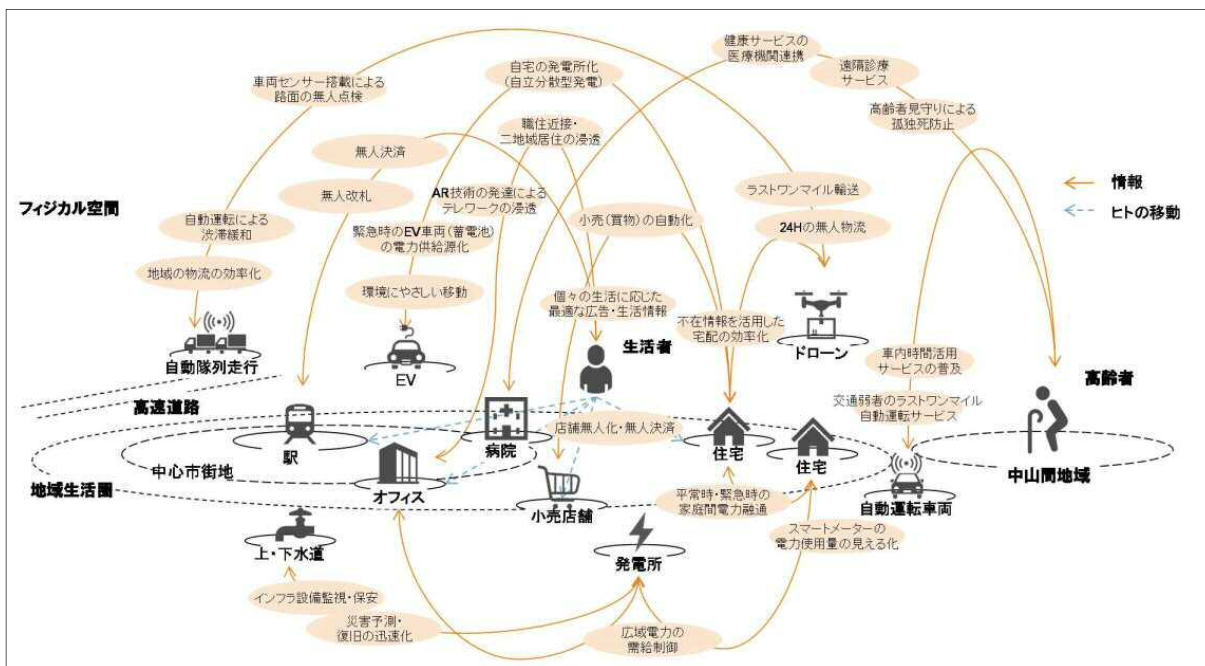 健康サービスの
医療機関連携
遠隔診療
サービス
自宅の発電所化
(自立分散型発電)
車両センサー搭載による
路面の無人点検
高齢者見守りによる
孤独死防止
職住近接・
二地域居住の浸透
無人決済
情報
ヒトの移動
無人改札
AR技術の発達による
テレワークの浸透
ラストワンマイル輸送
フィジカル空間
自動運転による
渋滞緩和
小売(買物)の自動化
24Hの無人物流
緊急時のEV車両(蓄電池)
の電力供給源化
地域の物流の効率化
環境にやさしい移動
個々の生活に応じた
最適な広告・生活情報
不在情報を活用した
宅配の効率化
生活者
ドローン
自動隊列走行
EV
車内時間活用
サービスの普及
高齢者
高速道路
交通弱者のラストワンマイル
自動運転サービス
店舗無人化・無人決済
駅
病院
住宅
住宅
中心市街地
中山間地域
地域生活圏
オフィス
小売店舗
平常時・緊急時の
家庭間電力融通
自動運転車両
スマートメーターの
電力使用量の見える化
上・下水道
発電所
インフラ設備監視・保安
災害予測・
復旧の迅速化
広域電力の
需給制御